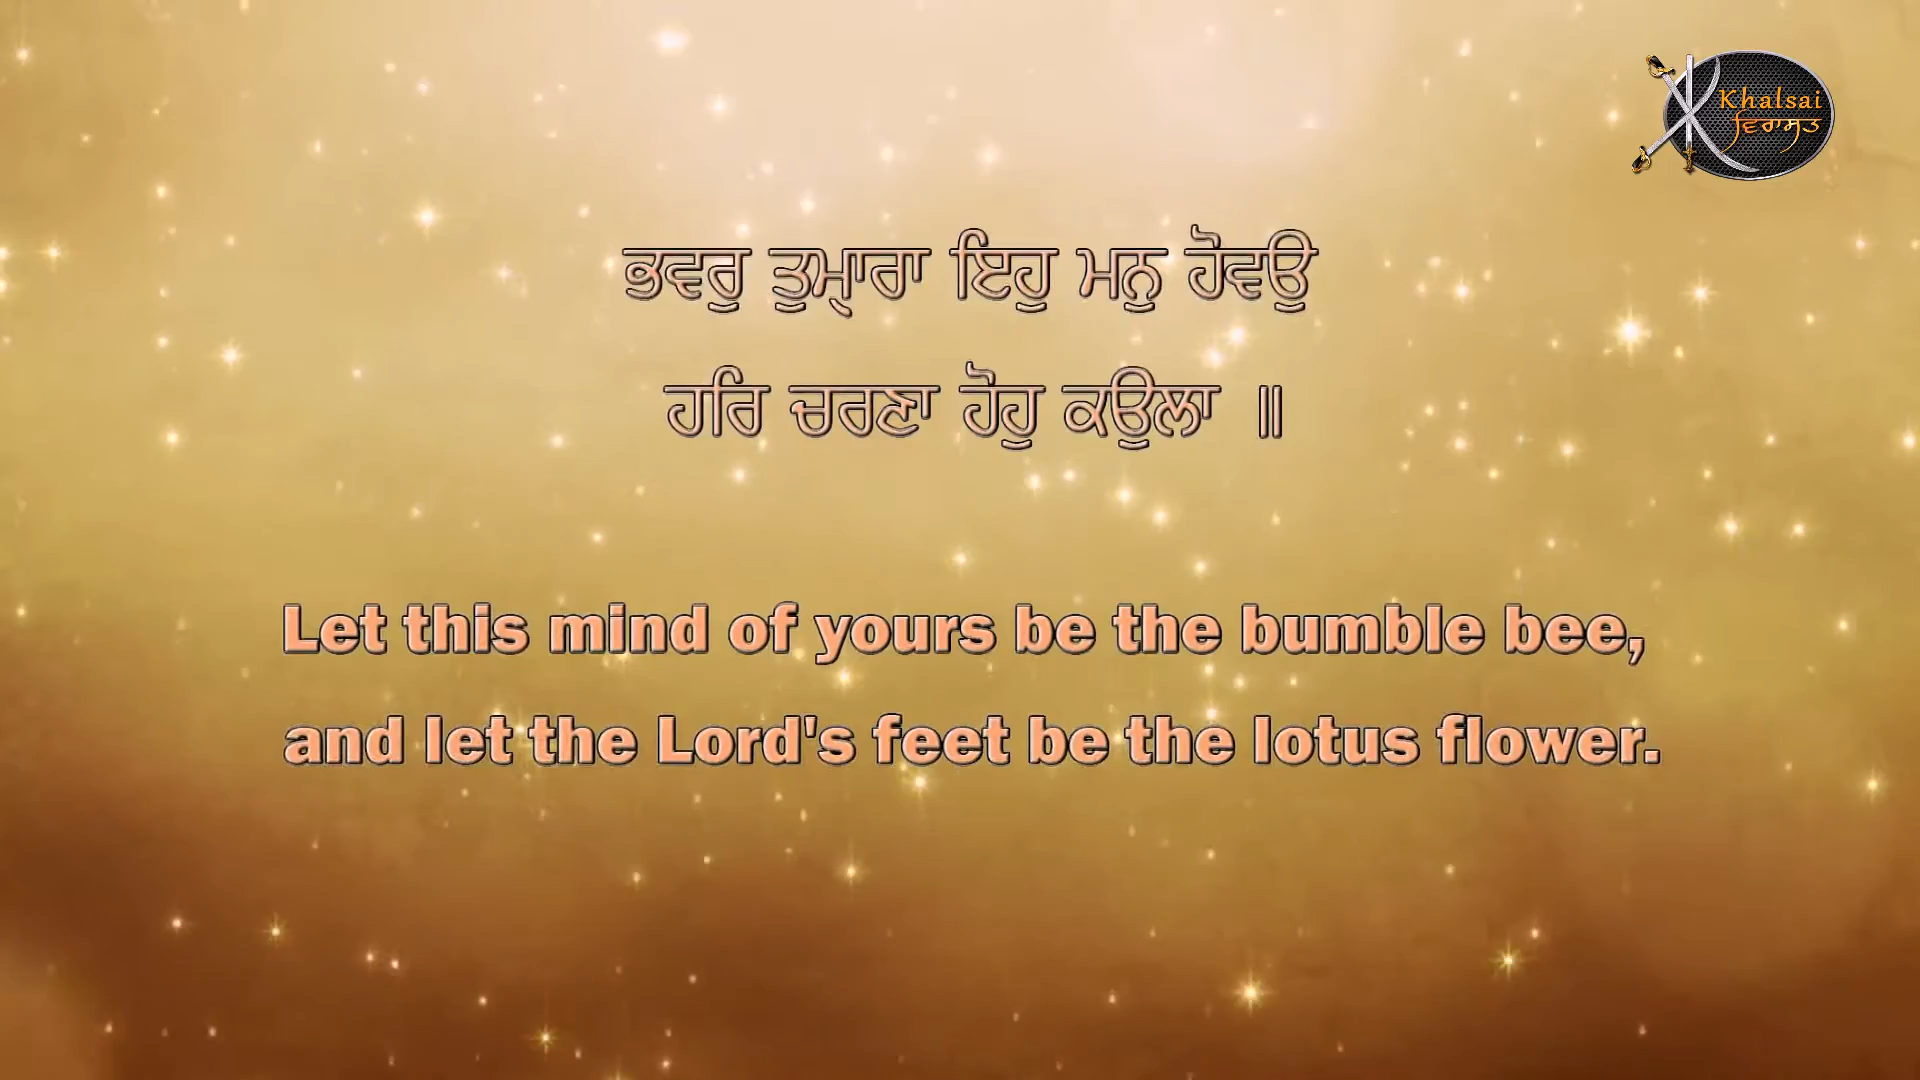 Khalsai
ਵਿਰਾਸਤ
ਭਵਰੁ ਤੁਮ੍ਹਾਰਾ ਇਹੁ ਮਨੁ ਹੋਵਉ
ਹਰਿ ਚਰਣਾ ਹੋਹੁ ਕਉਲਾ ॥
Let this mind of yours be the bumble bee,
and let the Lord's feet be the lotus flower.